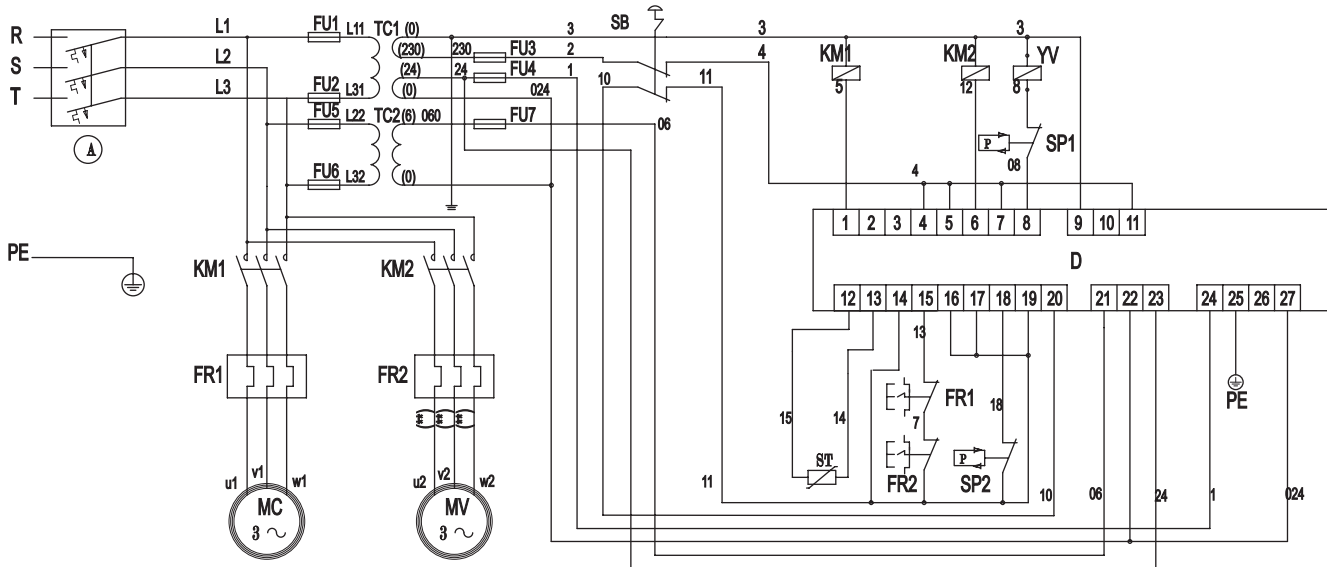 R L1 FU1 L11 TC1 (0) 3 SB 3 3
(230) 230 FU3 2 4 KM1 KM2 YV
S L2
(24) 24 FU4 1 10 11 5 12 8
T L3 FU2 L31 (0) 024
FU5 L22 TC2 (6) 060 FU7 06
A P SP1
08
FU6 L32 (0) 4
1 2 3 4 5 6 7 8 9 10 11
PE D
KM1 KM2
12 13 14 15 16 17 18 19 20 21 22 23 24 25 26 27
13
FR1 FR2 FR1 PE
(**) (**) (**) 15 14 7 18
ST
v1 v2 P
u1 w1 u2 w2 FR2 SP2 11 10 06 24 1 024
MC MV
3 3